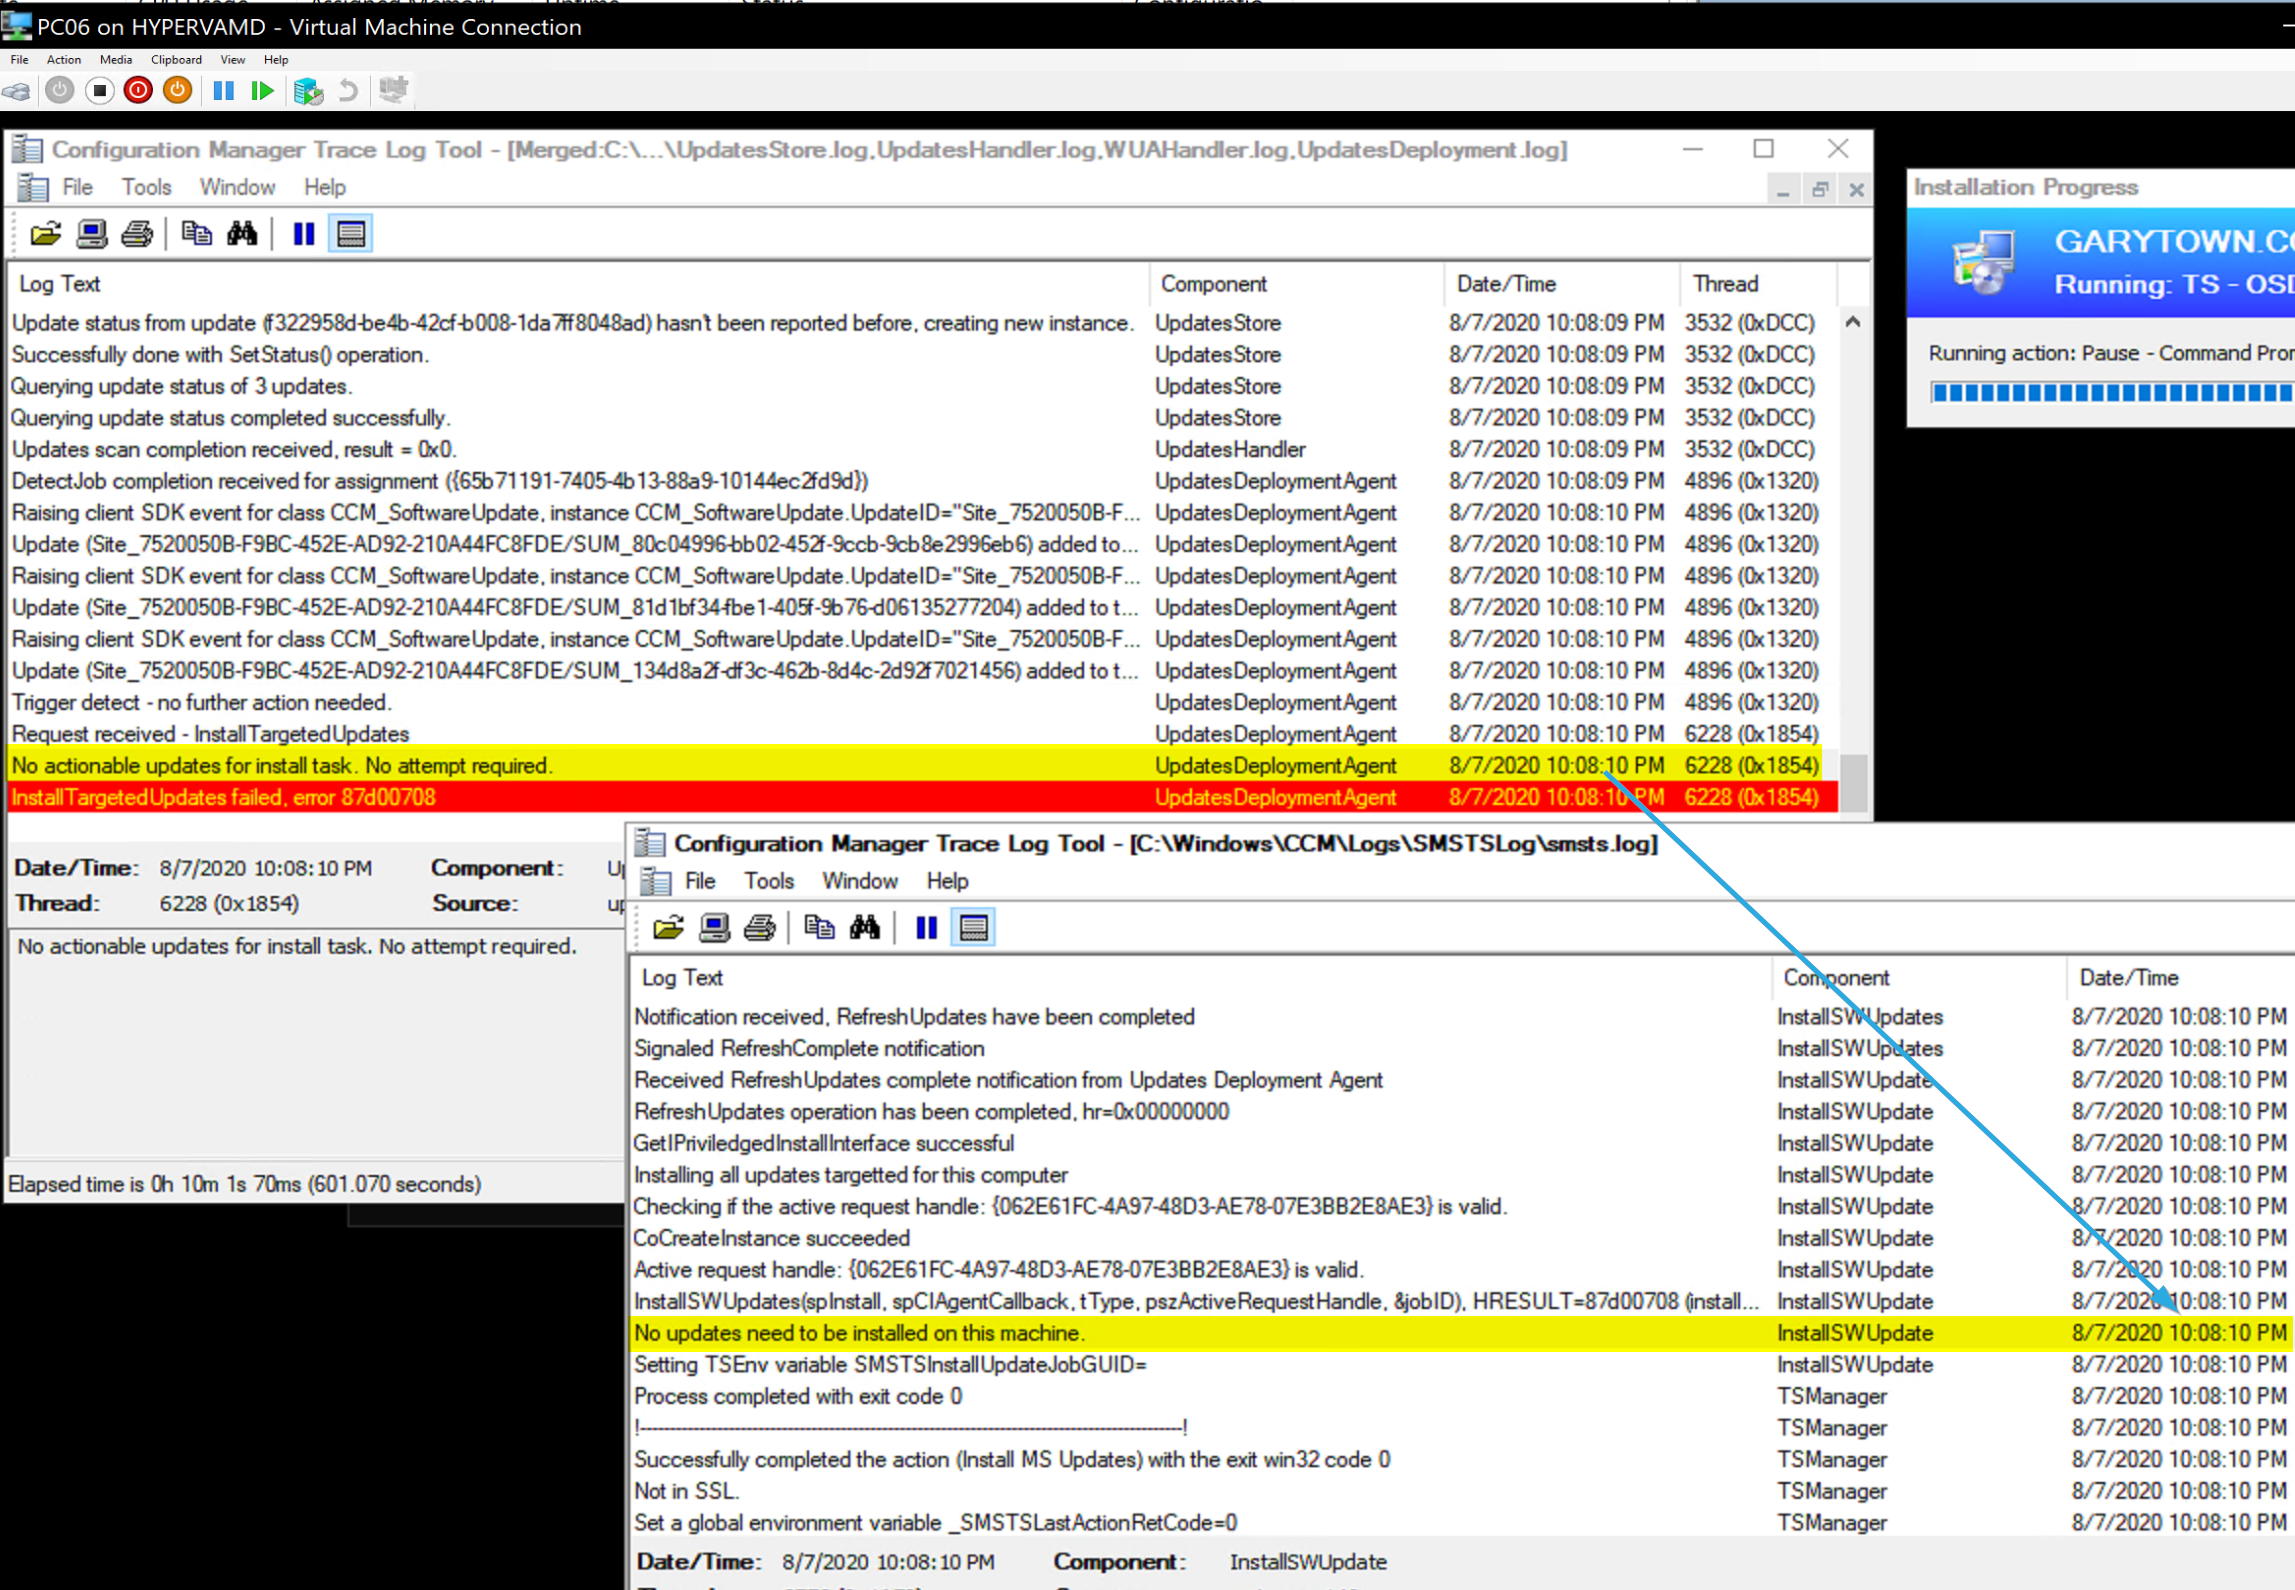 PC06 on HYPERVAMD - Virtual Machine Connection
File Action Media Clipboard View Help
Configuration Manager Trace Log Tool - [Merged:C:\...\UpdatesStore.log,UpdatesHandler.log,WUAHandler.log,UpdatesDeployment.log]
File Tools Window Help
Log Text Component Date/Time Thread
Update status from update (f322958d-be4b-42cf-b008-1da7ff8048ad) hasn't been reported before, creating new instance. UpdatesStore 8/7/2020 10:08:09 PM 3532 (0xDCC)
Successfully done with SetStatus() operation. UpdatesStore 8/7/2020 10:08:09 PM 3532 (0xDCC)
Querying update status of 3 updates. UpdatesStore 8/7/2020 10:08:09 PM 3532 (0xDCC)
Querying update status completed successfully. UpdatesStore 8/7/2020 10:08:09 PM 3532 (0xDCC)
Updates scan completion received, result = 0x0. UpdatesHandler 8/7/2020 10:08:09 PM 3532 (0xDCC)
DetectJob completion received for assignment ({65b71191-7405-4b13-88a9-10144ec2fd9d}) UpdatesDeploymentAgent 8/7/2020 10:08:09 PM 4896 (0x1320)
Raising client SDK event for class CCM_SoftwareUpdate, instance CCM_SoftwareUpdate.UpdateID="Site_7520050B-F... UpdatesDeploymentAgent 8/7/2020 10:08:10 PM 4896 (0x1320)
Update (Site_7520050B-F9BC-452E-AD92-210A44FC8FDE/SUM_80c04996-bb02-452f-9ccb-9cb8e2996eb6) added to... UpdatesDeploymentAgent 8/7/2020 10:08:10 PM 4896 (0x1320)
Raising client SDK event for class CCM_SoftwareUpdate, instance CCM_SoftwareUpdate.UpdateID="Site_7520050B-F... UpdatesDeploymentAgent 8/7/2020 10:08:10 PM 4896 (0x1320)
Update (Site_7520050B-F9BC-452E-AD92-210A44FC8FDE/SUM_81d1bf34-fbe1-405f-9b76-d06135277204) added to t... UpdatesDeploymentAgent 8/7/2020 10:08:10 PM 4896 (0x1320)
Raising client SDK event for class CCM_SoftwareUpdate, instance CCM_SoftwareUpdate.UpdateID="Site_7520050B-F... UpdatesDeploymentAgent 8/7/2020 10:08:10 PM 4896 (0x1320)
Update (Site_7520050B-F9BC-452E-AD92-210A44FC8FDE/SUM_134d8a2f-df3c-462b-8d4c-2d92f7021456) added to t... UpdatesDeploymentAgent 8/7/2020 10:08:10 PM 4896 (0x1320)
Trigger detect - no further action needed. UpdatesDeploymentAgent 8/7/2020 10:08:10 PM 4896 (0x1320)
Request received - InstallTargetedUpdates UpdatesDeploymentAgent 8/7/2020 10:08:10 PM 6228 (0x1854)
No actionable updates for install task. No attempt required. UpdatesDeploymentAgent 8/7/2020 10:08:10 PM 6228 (0x1854)
InstallTargetedUpdates failed, error 87d00708 UpdatesDeploymentAgent 8/7/2020 10:08:10 PM 6228 (0x1854)
Date/Time: 8/7/2020 10:08:10 PM Component:
Thread: 6228 (0x1854) Source:
No actionable updates for install task. No attempt required.
Elapsed time is 0h 10m 1s 70ms (601.070 seconds)
Installation Progress
GARYTOWN.CO
Running: TS - OSD
Running action: Pause - Command Pro
Configuration Manager Trace Log Tool - [C:\Windows\CCM\Logs\SMSTSLog\smsts.log]
File Tools Window Help
Log Text Component Date/Time
Notification received, RefreshUpdates have been completed InstallSWUpdates 8/7/2020 10:08:10 PM
Signaled RefreshComplete notification InstallSWUpdates 8/7/2020 10:08:10 PM
Received RefreshUpdates complete notification from Updates Deployment Agent InstallSWUpdate 8/7/2020 10:08:10 PM
RefreshUpdates operation has been completed, hr=0x00000000 InstallSWUpdate 8/7/2020 10:08:10 PM
GetIPriviledgedInstallInterface successful InstallSWUpdate 8/7/2020 10:08:10 PM
Installing all updates targetted for this computer InstallSWUpdate 8/7/2020 10:08:10 PM
Checking if the active request handle: {062E61FC-4A97-48D3-AE78-07E3BB2E8AE3} is valid. InstallSWUpdate 8/7/2020 10:08:10 PM
CoCreateInstance succeeded InstallSWUpdate 8/7/2020 10:08:10 PM
Active request handle: {062E61FC-4A97-48D3-AE78-07E3BB2E8AE3} is valid. InstallSWUpdate 8/7/2020 10:08:10 PM
InstallSWUpdates(spInstall, spCIAgentCallback, tType, pszActiveRequestHandle, &jobID), HRESULT=87d00708 (install... InstallSWUpdate 8/7/2020 10:08:10 PM
No updates need to be installed on this machine. InstallSWUpdate 8/7/2020 10:08:10 PM
Setting TSEnv variable SMSTSInstallUpdateJobGUID= InstallSWUpdate 8/7/2020 10:08:10 PM
Process completed with exit code 0 TSManager 8/7/2020 10:08:10 PM
!--------------------------------------------------------------------------------------------! TSManager 8/7/2020 10:08:10 PM
Successfully completed the action (Install MS Updates) with the exit win32 code 0 TSManager 8/7/2020 10:08:10 PM
Not in SSL. TSManager 8/7/2020 10:08:10 PM
Set a global environment variable _SMSTSLastActionRetCode=0 TSManager 8/7/2020 10:08:10 PM
Date/Time: 8/7/2020 10:08:10 PM Component: InstallSWUpdate